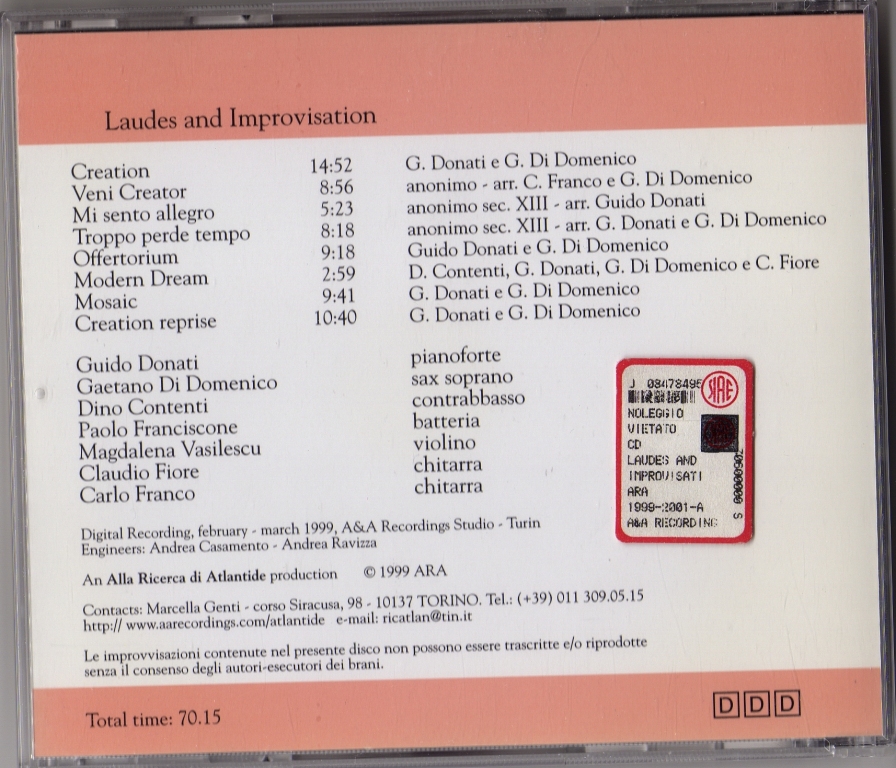 Laudes and Improvisation
Creation 14:52 G. Donati e G. Di Domenico
Veni Creator 8:56 anonimo - arr. C. Franco e G. Di Domenico
Mi sento allegro 5:23 anonimo sec. XIII - arr. Guido Donati
Troppo perde tempo 8:18 anonimo sec. XIII - arr. G. Donati e G. Di Domenico
Offertorium 9:18 Guido Donati e G. Di Domenico
Modern Dream 2:59 D. Contenti, G. Donati, G. Di Domenico e C. Fiore
Mosaic 9:41 G. Donati e G. Di Domenico
Creation reprise 10:40 G. Donati e G. Di Domenico
Guido Donati pianoforte
Gaetano Di Domenico sax soprano
Dino Contenti contrabbasso
Paolo Franciscone batteria
Magdalena Vasilescu violino
Claudio Fiore chitarra
Carlo Franco chitarra
J
SIAE
NOLEGGIO
VIETATO
CD
LAUDES AND
IMPROVISATI
ARA
1999-2001-A
A&A RECORDING
S
Digital Recording, february - march 1999, A&A Recordings Studio - Turin
Engineers: Andrea Casamento - Andrea Ravizza
An Alla Ricerca di Atlantide production © 1999 ARA
Contacts: Marcella Genti - corso Siracusa, 98 - 10137 TORINO. Tel.: (+39) 011 309.05.15
http:// www.aarecordings.com/atlantide e-mail: ricatlan@tin.it
Le improvvisazioni contenute nel presente disco non possono essere trascritte e/o riprodotte
senza il consenso degli autori-esecutori dei brani.
Total time: 70.15
D D D